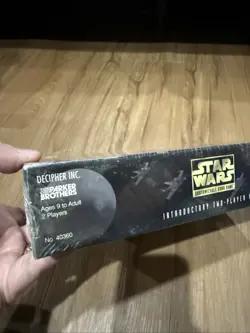 DECIPHER INC.
PARKER
BROTHERS
Ages 9 to Adult
2 Players
No. 40360
STAR
WARS
CUSTOMIZABLE CARD GAME
INTRODUCTORY TWO-PLAYER